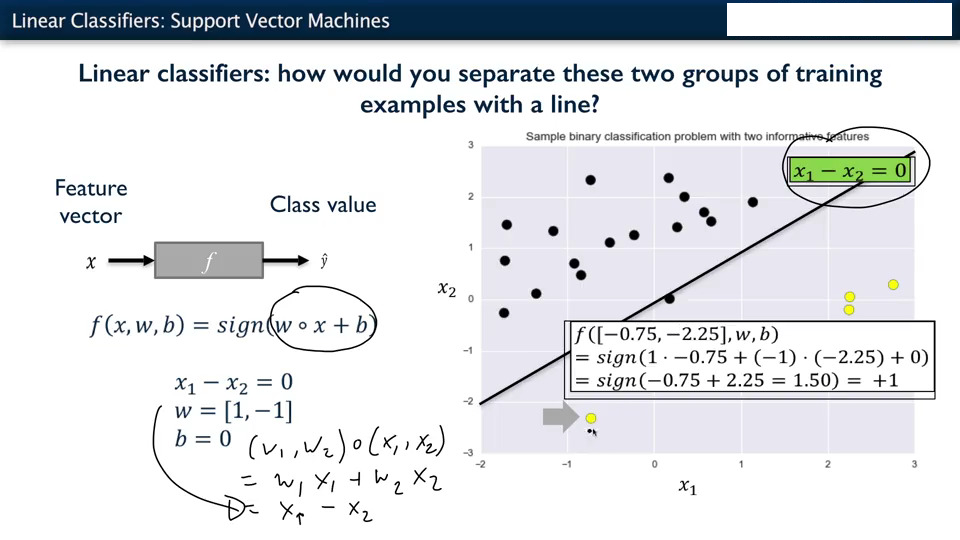 Linear Classifiers: Support Vector Machines
Linear classifiers: how would you separate these two groups of training
examples with a line?
Feature
vector
Class value
x
f
ŷ
f(x, w, b) = sign(w ∘ x + b)
x₁ − x₂ = 0
w = [1, −1]
b = 0
(w₁, w₂) ∘ (x₁, x₂)
= w₁ x₁ + w₂ x₂
= x₁ − x₂
Sample binary classification problem with two informative features
x₁ − x₂ = 0
3
2
1
0
−1
−2
−3
x₂
f([−0.75, −2.25], w, b)
= sign(1 · −0.75 + (−1) · (−2.25) + 0)
= sign(−0.75 + 2.25 = 1.50) = +1
−2 −1 0 1 2 3
x₁